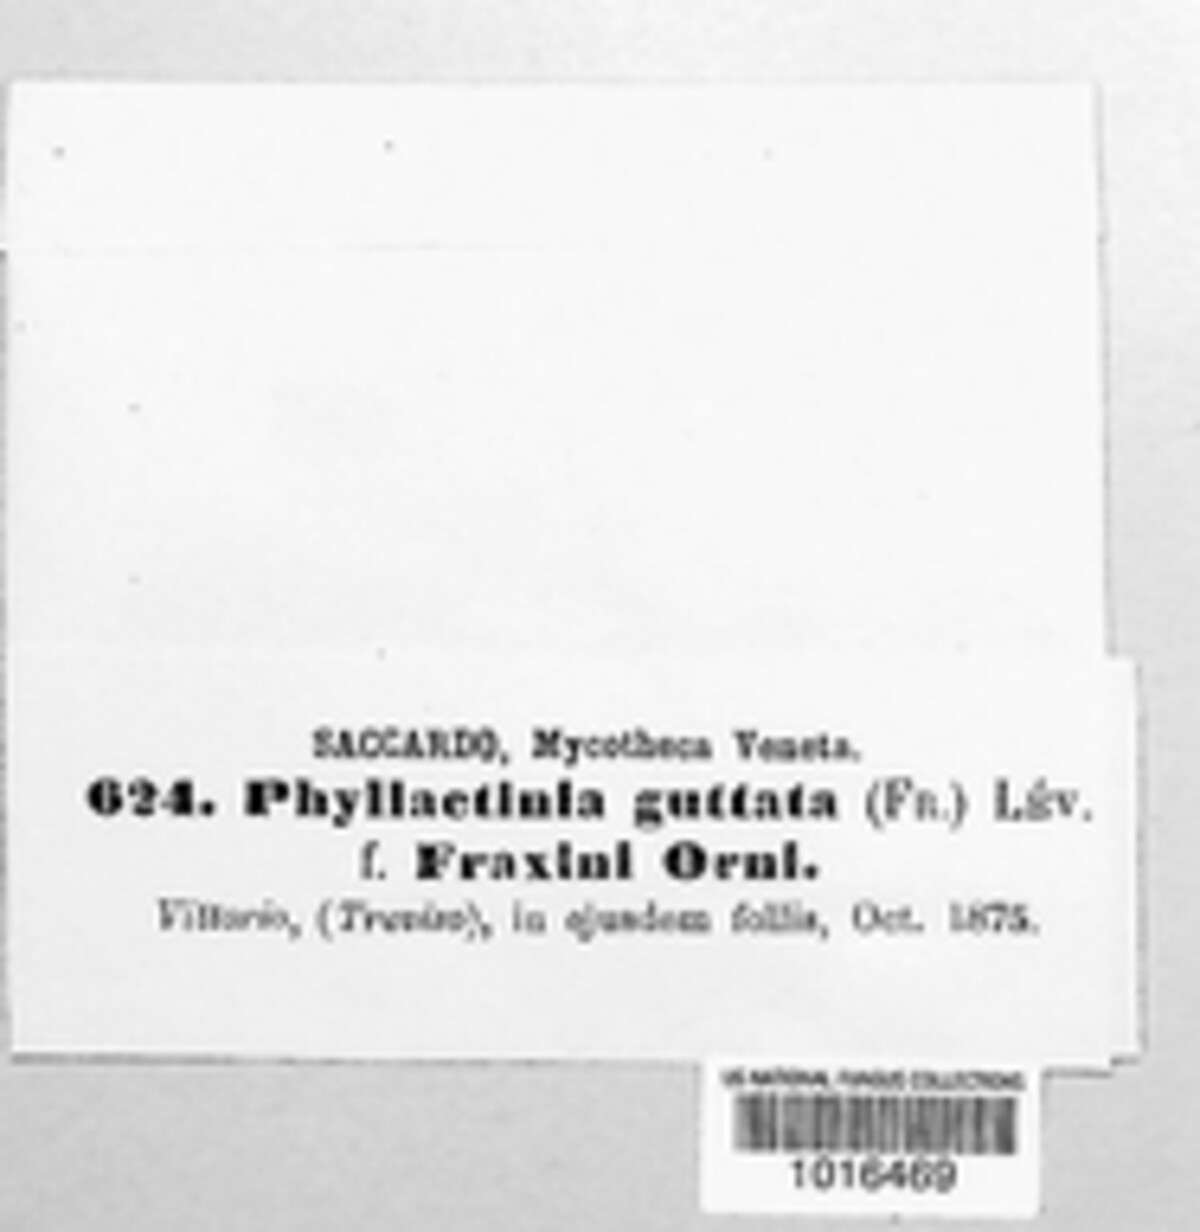 SACCARDO, Mycotheca Veneta.
624. Phyllactinia guttata (Fr.) Lév.
f. Fraxini Orni.
Vittorio, (Treviso), in ejusdem foliis, Oct. 1875.
US NATIONAL FUNGUS COLLECTIONS
1016469